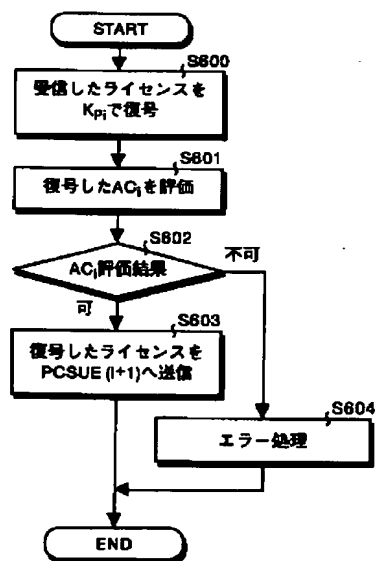 START
S600
受信したライセンスを
Kpiで復号
S601
復号したACiを評価
S602
ACi評価結果
不可
可
S603
復号したライセンスを
PCSUE (i+1)へ送信
S604
エラー処理
END